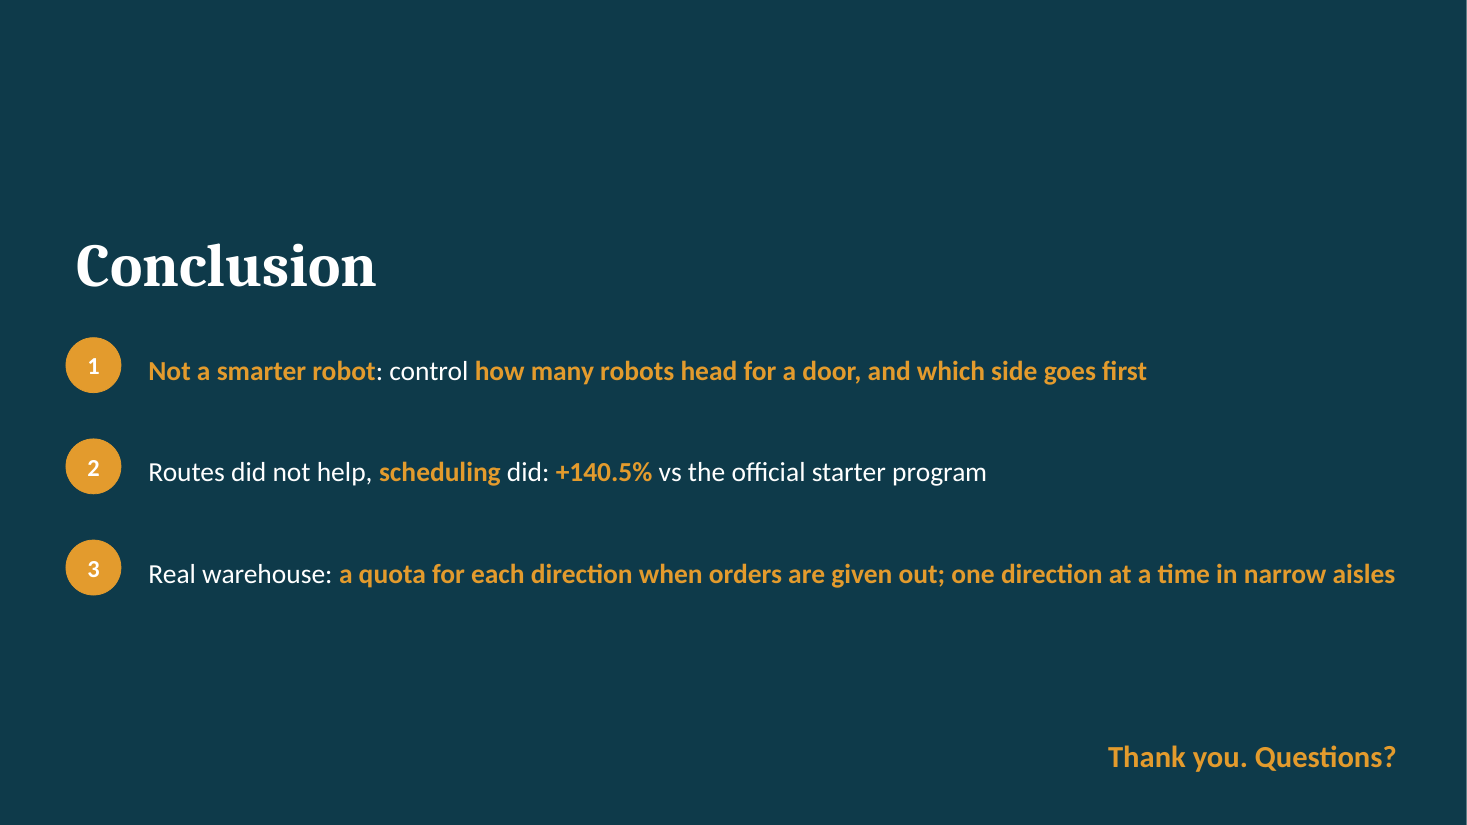 Conclusion
1 Not a smarter robot: control how many robots head for a door, and which side goes first
2 Routes did not help, scheduling did: +140.5% vs the official starter program
3 Real warehouse: a quota for each direction when orders are given out; one direction at a time in narrow aisles
Thank you. Questions?